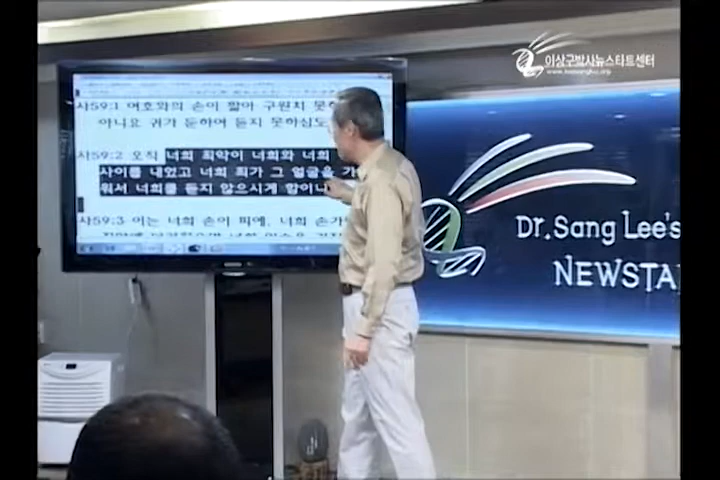 이상구박사뉴스타트센터
사59:1 여호와의 손이 짧아 구원치 못하
아니요 귀가 둔하여 듣지 못하심도
사59:2 오직 너희 죄악이 너희와 너희
사이를 내었고 너희 죄가 그 얼굴을 가
워서 너희를 듣지 않으시게 함이니
사59:3 이는 너희 손이 피에, 너희 손가
Dr.Sang Lee's
NEWSTA